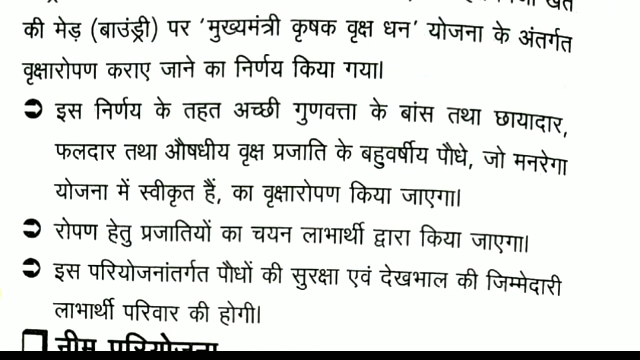 की मेड़ (बाउंड्री) पर 'मुख्यमंत्री कृषक वृक्ष धन' योजना के अंतर्गत
वृक्षारोपण कराए जाने का निर्णय किया गया।
➲ इस निर्णय के तहत अच्छी गुणवत्ता के बांस तथा छायादार,
फलदार तथा औषधीय वृक्ष प्रजाति के बहुवर्षीय पौधे, जो मनरेगा
योजना में स्वीकृत हैं, का वृक्षारोपण किया जाएगा।
➲ रोपण हेतु प्रजातियों का चयन लाभार्थी द्वारा किया जाएगा।
➲ इस परियोजनांतर्गत पौधों की सुरक्षा एवं देखभाल की जिम्मेदारी
लाभार्थी परिवार की होगी।
❑ नीम परियोजना